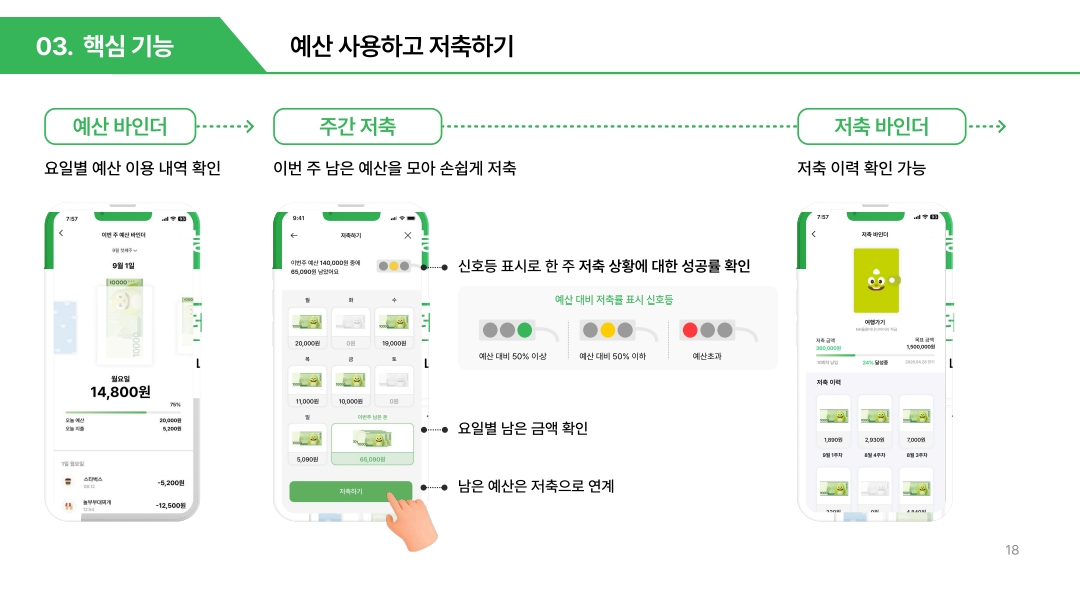 03. 핵심 기능
예산 사용하고 저축하기
예산 바인더
요일별 예산 이용 내역 확인
주간 저축
이번 주 남은 예산을 모아 손쉽게 저축
저축 바인더
저축 이력 확인 가능
7:57
이번 주 예산 바인더
9월 첫째주
9월 1일
10000
월요일
14,800원
75%
오늘 예산 20,000원
오늘 지출 5,200원
1일 월요일
스타벅스
-5,200원
놀부부대찌개
-12,500원
9:41
저축하기
이번주 예산 140,000원 중에
65,090원 남았어요
월 화 수
20,000원 0원 19,000원
목 금 토
11,000원 10,000원 0원
일 이번주 남은 돈
5,090원 65,090원
저축하기
신호등 표시로 한 주 저축 상황에 대한 성공률 확인
예산 대비 저축률 표시 신호등
예산 대비 50% 이상
예산 대비 50% 이하
예산초과
요일별 남은 금액 확인
남은 예산은 저축으로 연계
7:57
저축 바인더
여행가기
저축 금액 목표 금액
360,000원 1,500,000원
24% 달성중
저축 이력
1,890원 2,930원 7,000원
9월 1주차 8월 4주차 8월 3주차
18